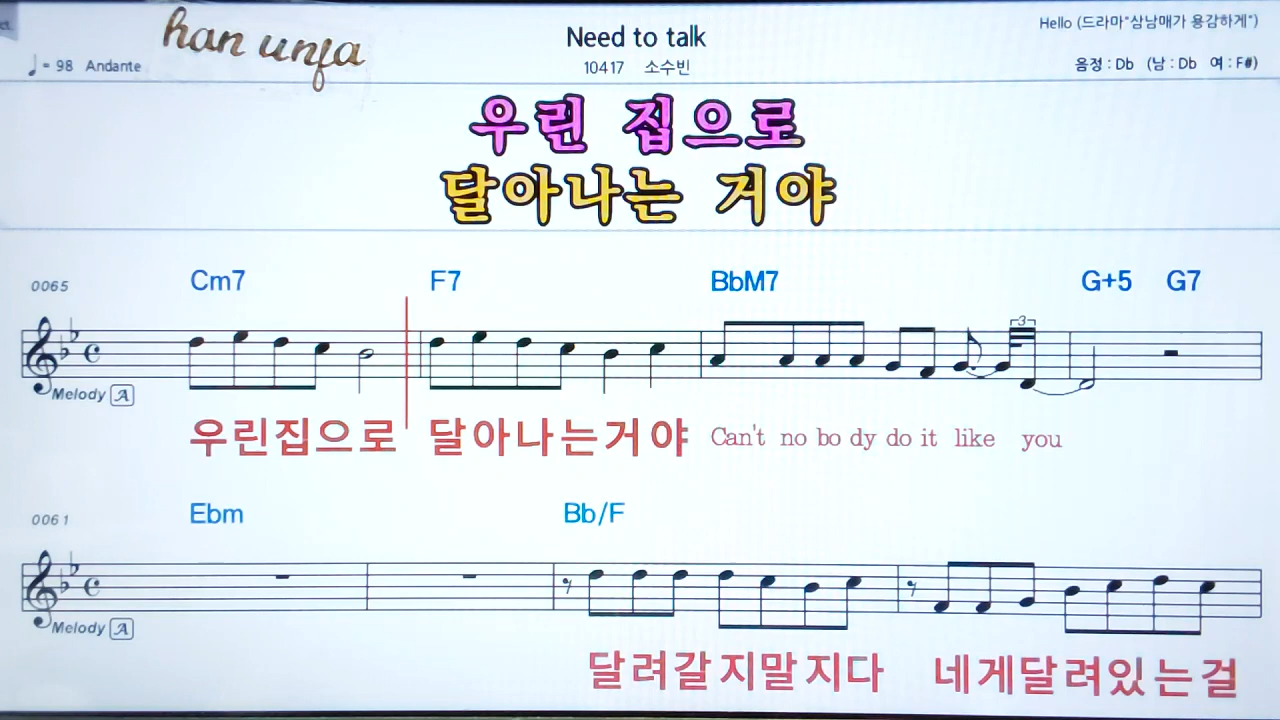 ct.
han unfa
Need to talk
Hello (드라마"삼남매가 용감하게")
♩= 98 Andante
10417 소수빈
음정 : Db (남 : Db 여 : F#)
우린 집으로
달아나는 거야
0065 Cm7 F7 BbM7 G+5 G7
3
Melody A
우린집으로 달아나는거야 Can't no bo dy do it like you
0061 Ebm Bb/F
Melody A
달려갈지말지다 네게달려있는걸